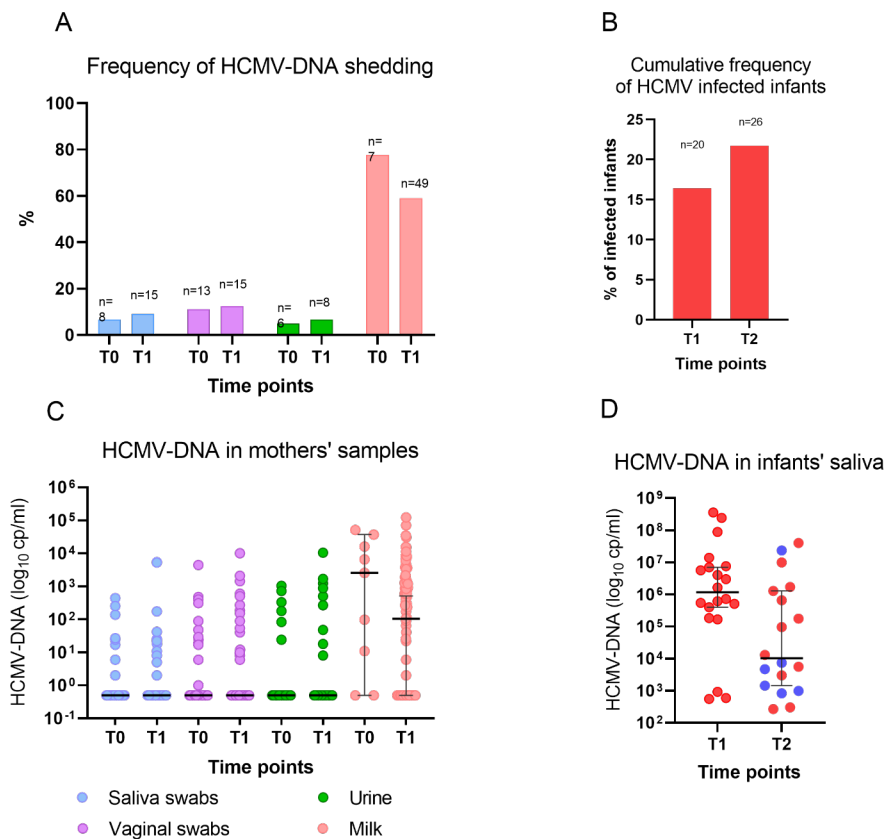 A
Frequency of HCMV-DNA shedding
%
100
80
60
40
20
0
n=
8
n=15
n=13
n=15
n=
6
n=8
n=
7
n=49
T0 T1 T0 T1 T0 T1 T0 T1
Time points
B
Cumulative frequency
of HCMV infected infants
% of infected infants
25
20
15
10
5
0
n=20
n=26
T1 T2
Time points
C
HCMV-DNA in mothers' samples
HCMV-DNA (log10 cp/ml)
10^6
10^5
10^4
10^3
10^2
10^1
10^0
10^-1
T0 T1 T0 T1 T0 T1 T0 T1
Time points
Saliva swabs
Vaginal swabs
Urine
Milk
D
HCMV-DNA in infants' saliva
HCMV-DNA (log10 cp/ml)
10^9
10^8
10^7
10^6
10^5
10^4
10^3
10^2
T1 T2
Time points